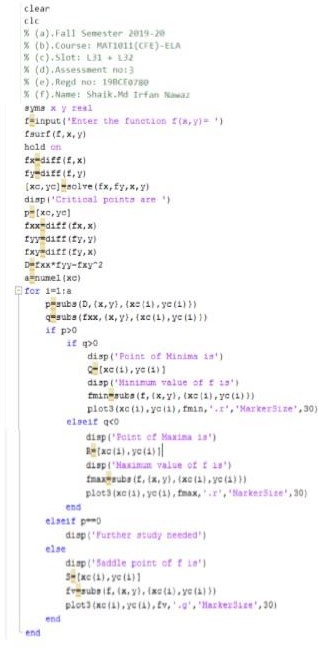 clear
clc
% (a).Fall Semester 2019-20
% (b).Course: MAT1011(CFE)-ELA
% (c).Slot: L31 + L32
% (d).Assessment no:3
% (e).Regd no: 19BCE0780
% (f).Name: Shaik.Md Irfan Nawaz
syms x y real
f=input('Enter the function f(x,y)= ')
fsurf(f,x,y)
hold on
fx=diff(f,x)
fy=diff(f,y)
[xc,yc]=solve(fx,fy,x,y)
disp('Critical points are ')
p=[xc,yc]
fxx=diff(fx,x)
fyy=diff(fy,y)
fxy=diff(fy,x)
D=fxx*fyy-fxy^2
a=numel(xc)
for i=1:a
p=subs(D,{x,y},{xc(i),yc(i)})
q=subs(fxx,{x,y},{xc(i),yc(i)})
if p>0
if q>0
disp('Point of Minima is')
Q=[xc(i),yc(i)]
disp('Minimum value of f is')
fmin=subs(f,{x,y},{xc(i),yc(i)})
plot3(xc(i),yc(i),fmin,'.r','MarkerSize',30)
elseif q<0
disp('Point of Maxima is')
R=[xc(i),yc(i)]
disp('Maximum value of f is')
fmax=subs(f,{x,y},{xc(i),yc(i)})
plot3(xc(i),yc(i),fmax,'.r','MarkerSize',30)
end
elseif p==0
disp('Further study needed')
else
disp('Saddle point of f is')
S=[xc(i),yc(i)]
fv=subs(f,{x,y},{xc(i),yc(i)})
plot3(xc(i),yc(i),fv,'.g','MarkerSize',30)
end
end